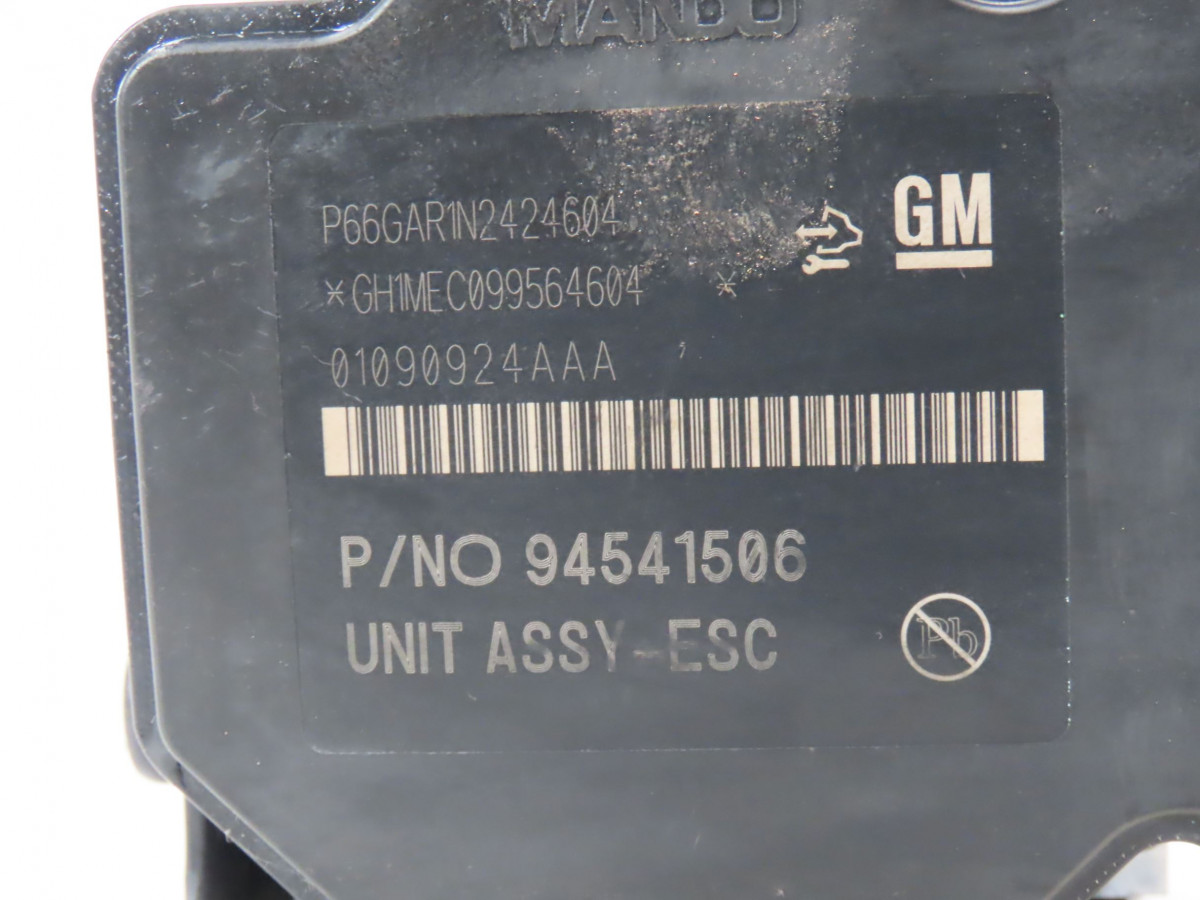 MANDO
P66GAR1N2424604
GM
*GH1MEC099564604 *
01090924AAA
P/NO 94541506
UNIT ASSY-ESC
Pb